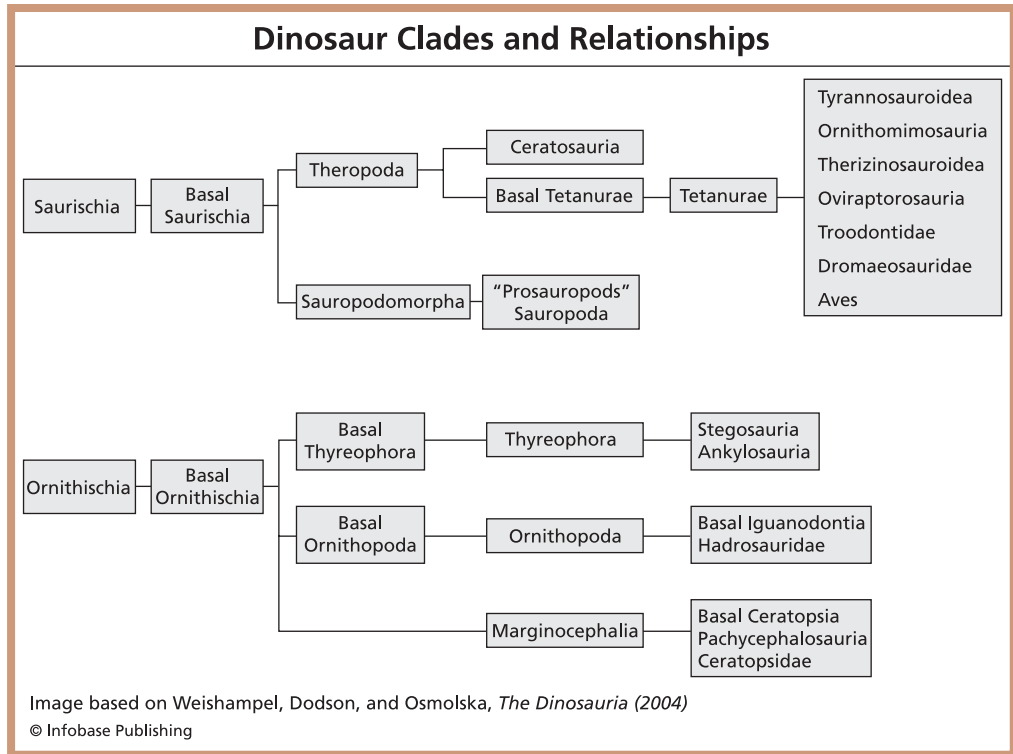 Dinosaur Clades and Relationships
Saurischia
Basal
Saurischia
Theropoda
Ceratosauria
Basal Tetanurae
Tetanurae
Tyrannosauroidea
Ornithomimosauria
Therizinosauroidea
Oviraptorosauria
Troodontidae
Dromaeosauridae
Aves
Sauropodomorpha
“Prosauropods”
Sauropoda
Ornithischia
Basal
Ornithischia
Basal
Thyreophora
Thyreophora
Stegosauria
Ankylosauria
Basal
Ornithopoda
Ornithopoda
Basal Iguanodontia
Hadrosauridae
Marginocephalia
Basal Ceratopsia
Pachycephalosauria
Ceratopsidae
Image based on Weishampel, Dodson, and Osmolska, The Dinosauria (2004)
© Infobase Publishing